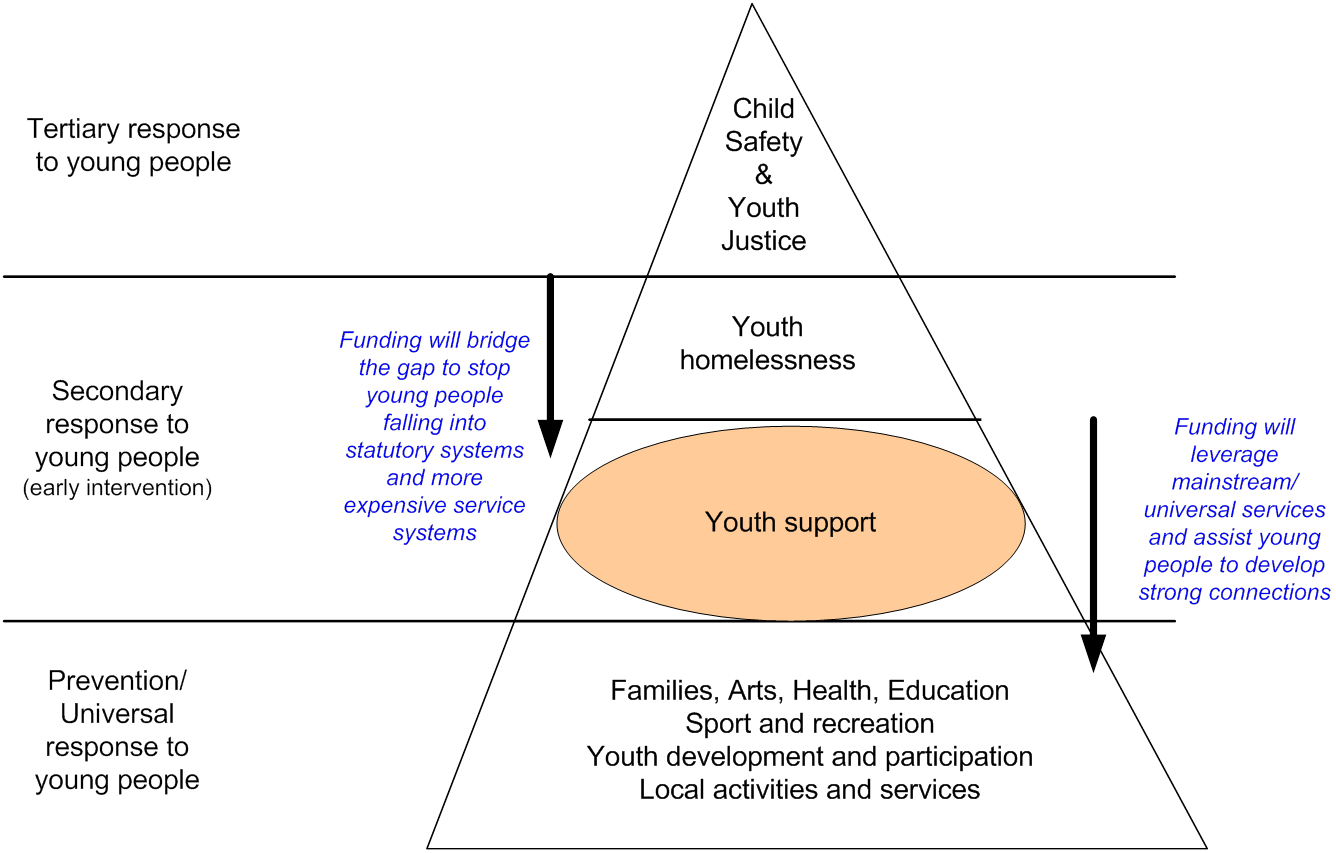 Tertiary response
to young people
Child
Safety
&
Youth
Justice
Secondary
response to
young people
(early intervention)
Funding will bridge
the gap to stop
young people
falling into
statutory systems
and more
expensive service
systems
Youth
homelessness
Youth support
Funding will
leverage
mainstream/
universal services
and assist young
people to develop
strong connections
Prevention/
Universal
response to
young people
Families, Arts, Health, Education
Sport and recreation
Youth development and participation
Local activities and services